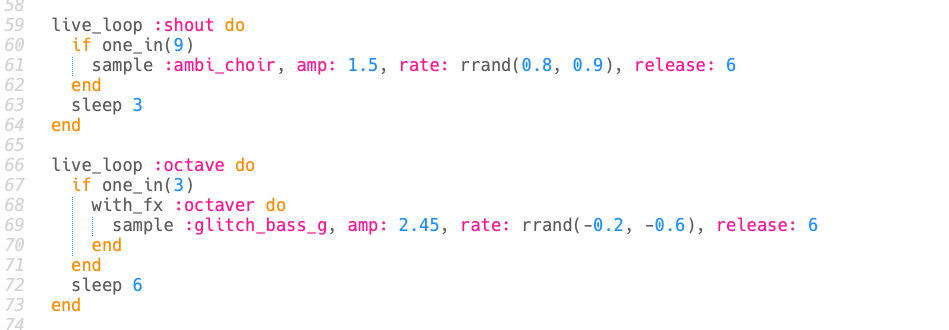 58
59 live_loop :shout do
60 if one_in(9)
61 sample :ambi_choir, amp: 1.5, rate: rrand(0.8, 0.9), release: 6
62 end
63 sleep 3
64 end
65
66 live_loop :octave do
67 if one_in(3)
68 with_fx :octaver do
69 sample :glitch_bass_g, amp: 2.45, rate: rrand(-0.2, -0.6), release: 6
70 end
71 end
72 sleep 6
73 end
74